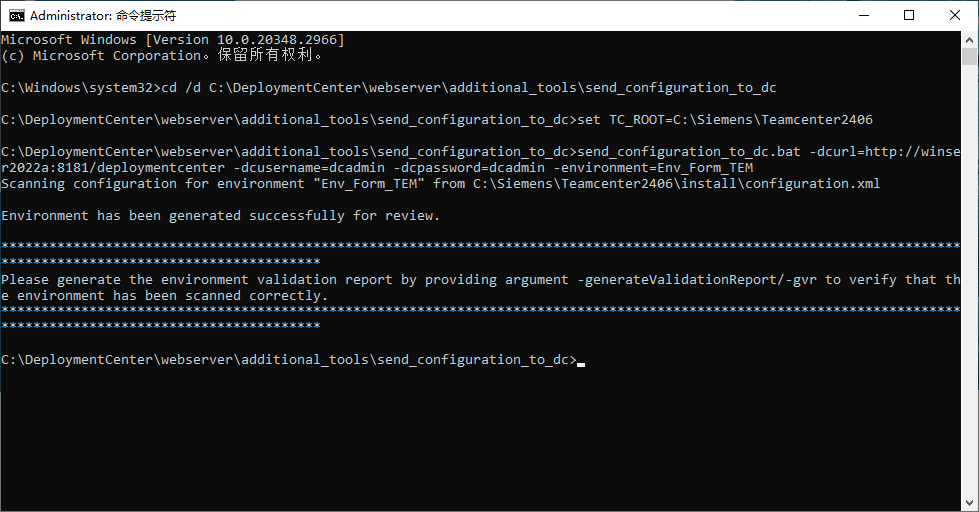 Administrator: 命令提示符
Microsoft Windows [Version 10.0.20348.2966]
(c) Microsoft Corporation。保留所有权利。
C:\Windows\system32>cd /d C:\DeploymentCenter\webserver\additional_tools\send_configuration_to_dc
C:\DeploymentCenter\webserver\additional_tools\send_configuration_to_dc>set TC_ROOT=C:\Siemens\Teamcenter2406
C:\DeploymentCenter\webserver\additional_tools\send_configuration_to_dc>send_configuration_to_dc.bat -dcurl=http://winse
r2022a:8181/deploymentcenter -dcusername=dcadmin -dcpassword=dcadmin -environment=Env_Form_TEM
Scanning configuration for environment "Env_Form_TEM" from C:\Siemens\Teamcenter2406\install\configuration.xml
Environment has been generated successfully for review.
************************************************************************************************************************
****************************************
Please generate the environment validation report by providing argument -generateValidationReport/-gvr to verify that th
e environment has been scanned correctly.
************************************************************************************************************************
****************************************
C:\DeploymentCenter\webserver\additional_tools\send_configuration_to_dc>